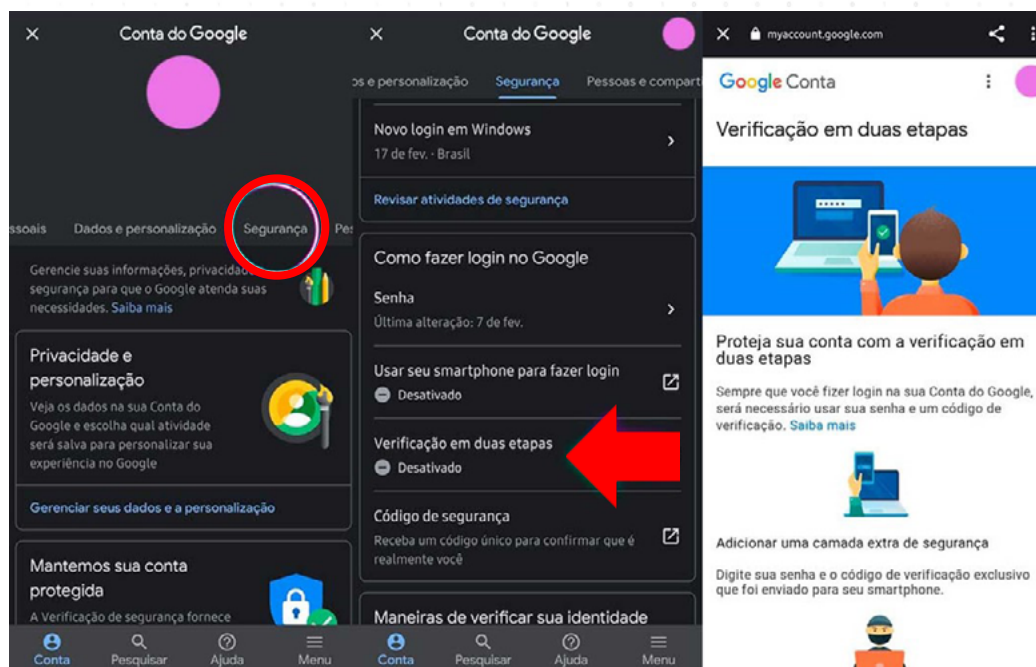 Conta do Google
ssoais Dados e personalização Segurança Pes
Gerencie suas informações, privacidade
segurança para que o Google atenda suas
necessidades. Saiba mais
Privacidade e
personalização
Veja os dados na sua Conta do
Google e escolha qual atividade
será salva para personalizar sua
experiência no Google
Gerenciar seus dados e a personalização
Mantemos sua conta
protegida
A Verificação de segurança fornece
Conta Pesquisar Ajuda Menu
Conta do Google
os e personalização Segurança Pessoas e compart
Novo login em Windows
17 de fev. · Brasil
Revisar atividades de segurança
Como fazer login no Google
Senha
Última alteração: 7 de fev.
Usar seu smartphone para fazer login
Desativado
Verificação em duas etapas
Desativado
Código de segurança
Receba um código único para confirmar que é
realmente você
Maneiras de verificar sua identidade
Conta Pesquisar Ajuda Menu
myaccount.google.com
Google Conta
Verificação em duas etapas
Proteja sua conta com a verificação em
duas etapas
Sempre que você fizer login na sua Conta do Google,
será necessário usar sua senha e um código de
verificação. Saiba mais
Adicionar uma camada extra de segurança
Digite sua senha e o código de verificação exclusivo
que foi enviado para seu smartphone.